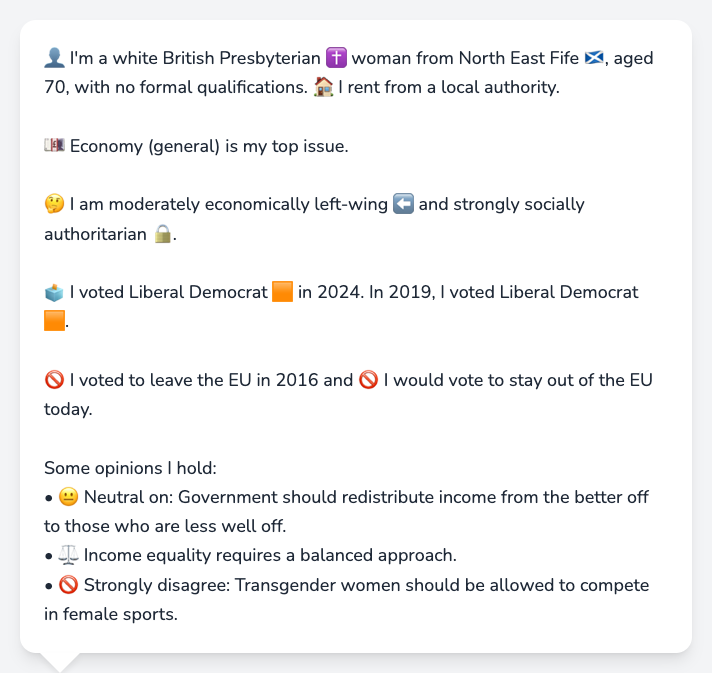 👤 I'm a white British Presbyterian ✝️ woman from North East Fife 🏴󠁧󠁢󠁳󠁣󠁴󠁿, aged
70, with no formal qualifications. 🏠 I rent from a local authority.
💷 Economy (general) is my top issue.
🤔 I am moderately economically left-wing ⬅️ and strongly socially
authoritarian 🔒.
🗳️ I voted Liberal Democrat 🟧 in 2024. In 2019, I voted Liberal Democrat
🟧.
🚫 I voted to leave the EU in 2016 and 🚫 I would vote to stay out of the EU
today.
Some opinions I hold:
• 😐 Neutral on: Government should redistribute income from the better off
to those who are less well off.
• ⚖️ Income equality requires a balanced approach.
• 🚫 Strongly disagree: Transgender women should be allowed to compete
in female sports.